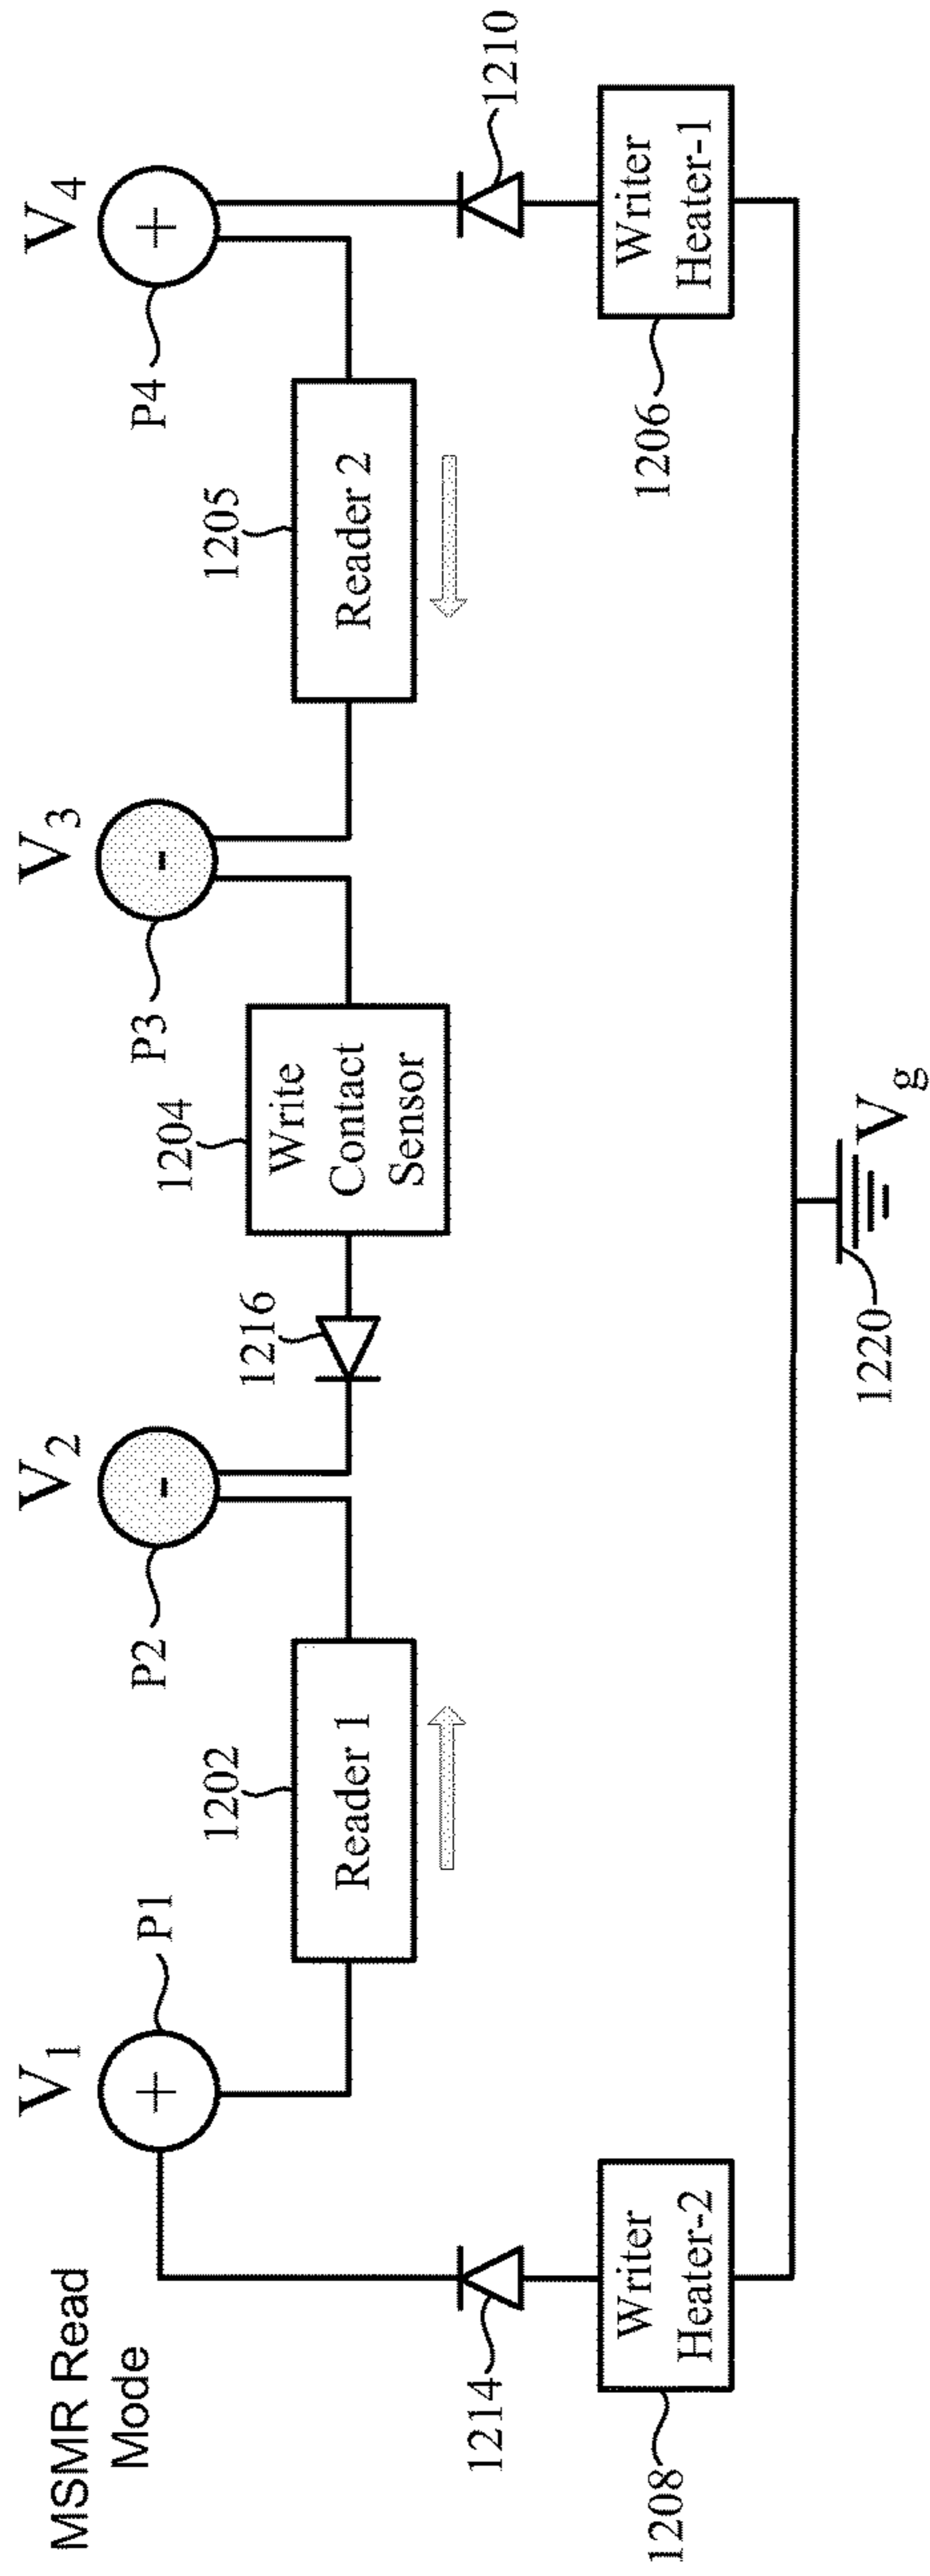 MSMR Read
Mode
V1
V2
V3
V4
+
-
-
+
P1
P2
P3
P4
1202
Reader 1
1216
1204
Write
Contact
Sensor
1205
Reader 2
1214
1210
Writer
Heater-2
1208
Writer
Heater-1
1206
1220
Vg